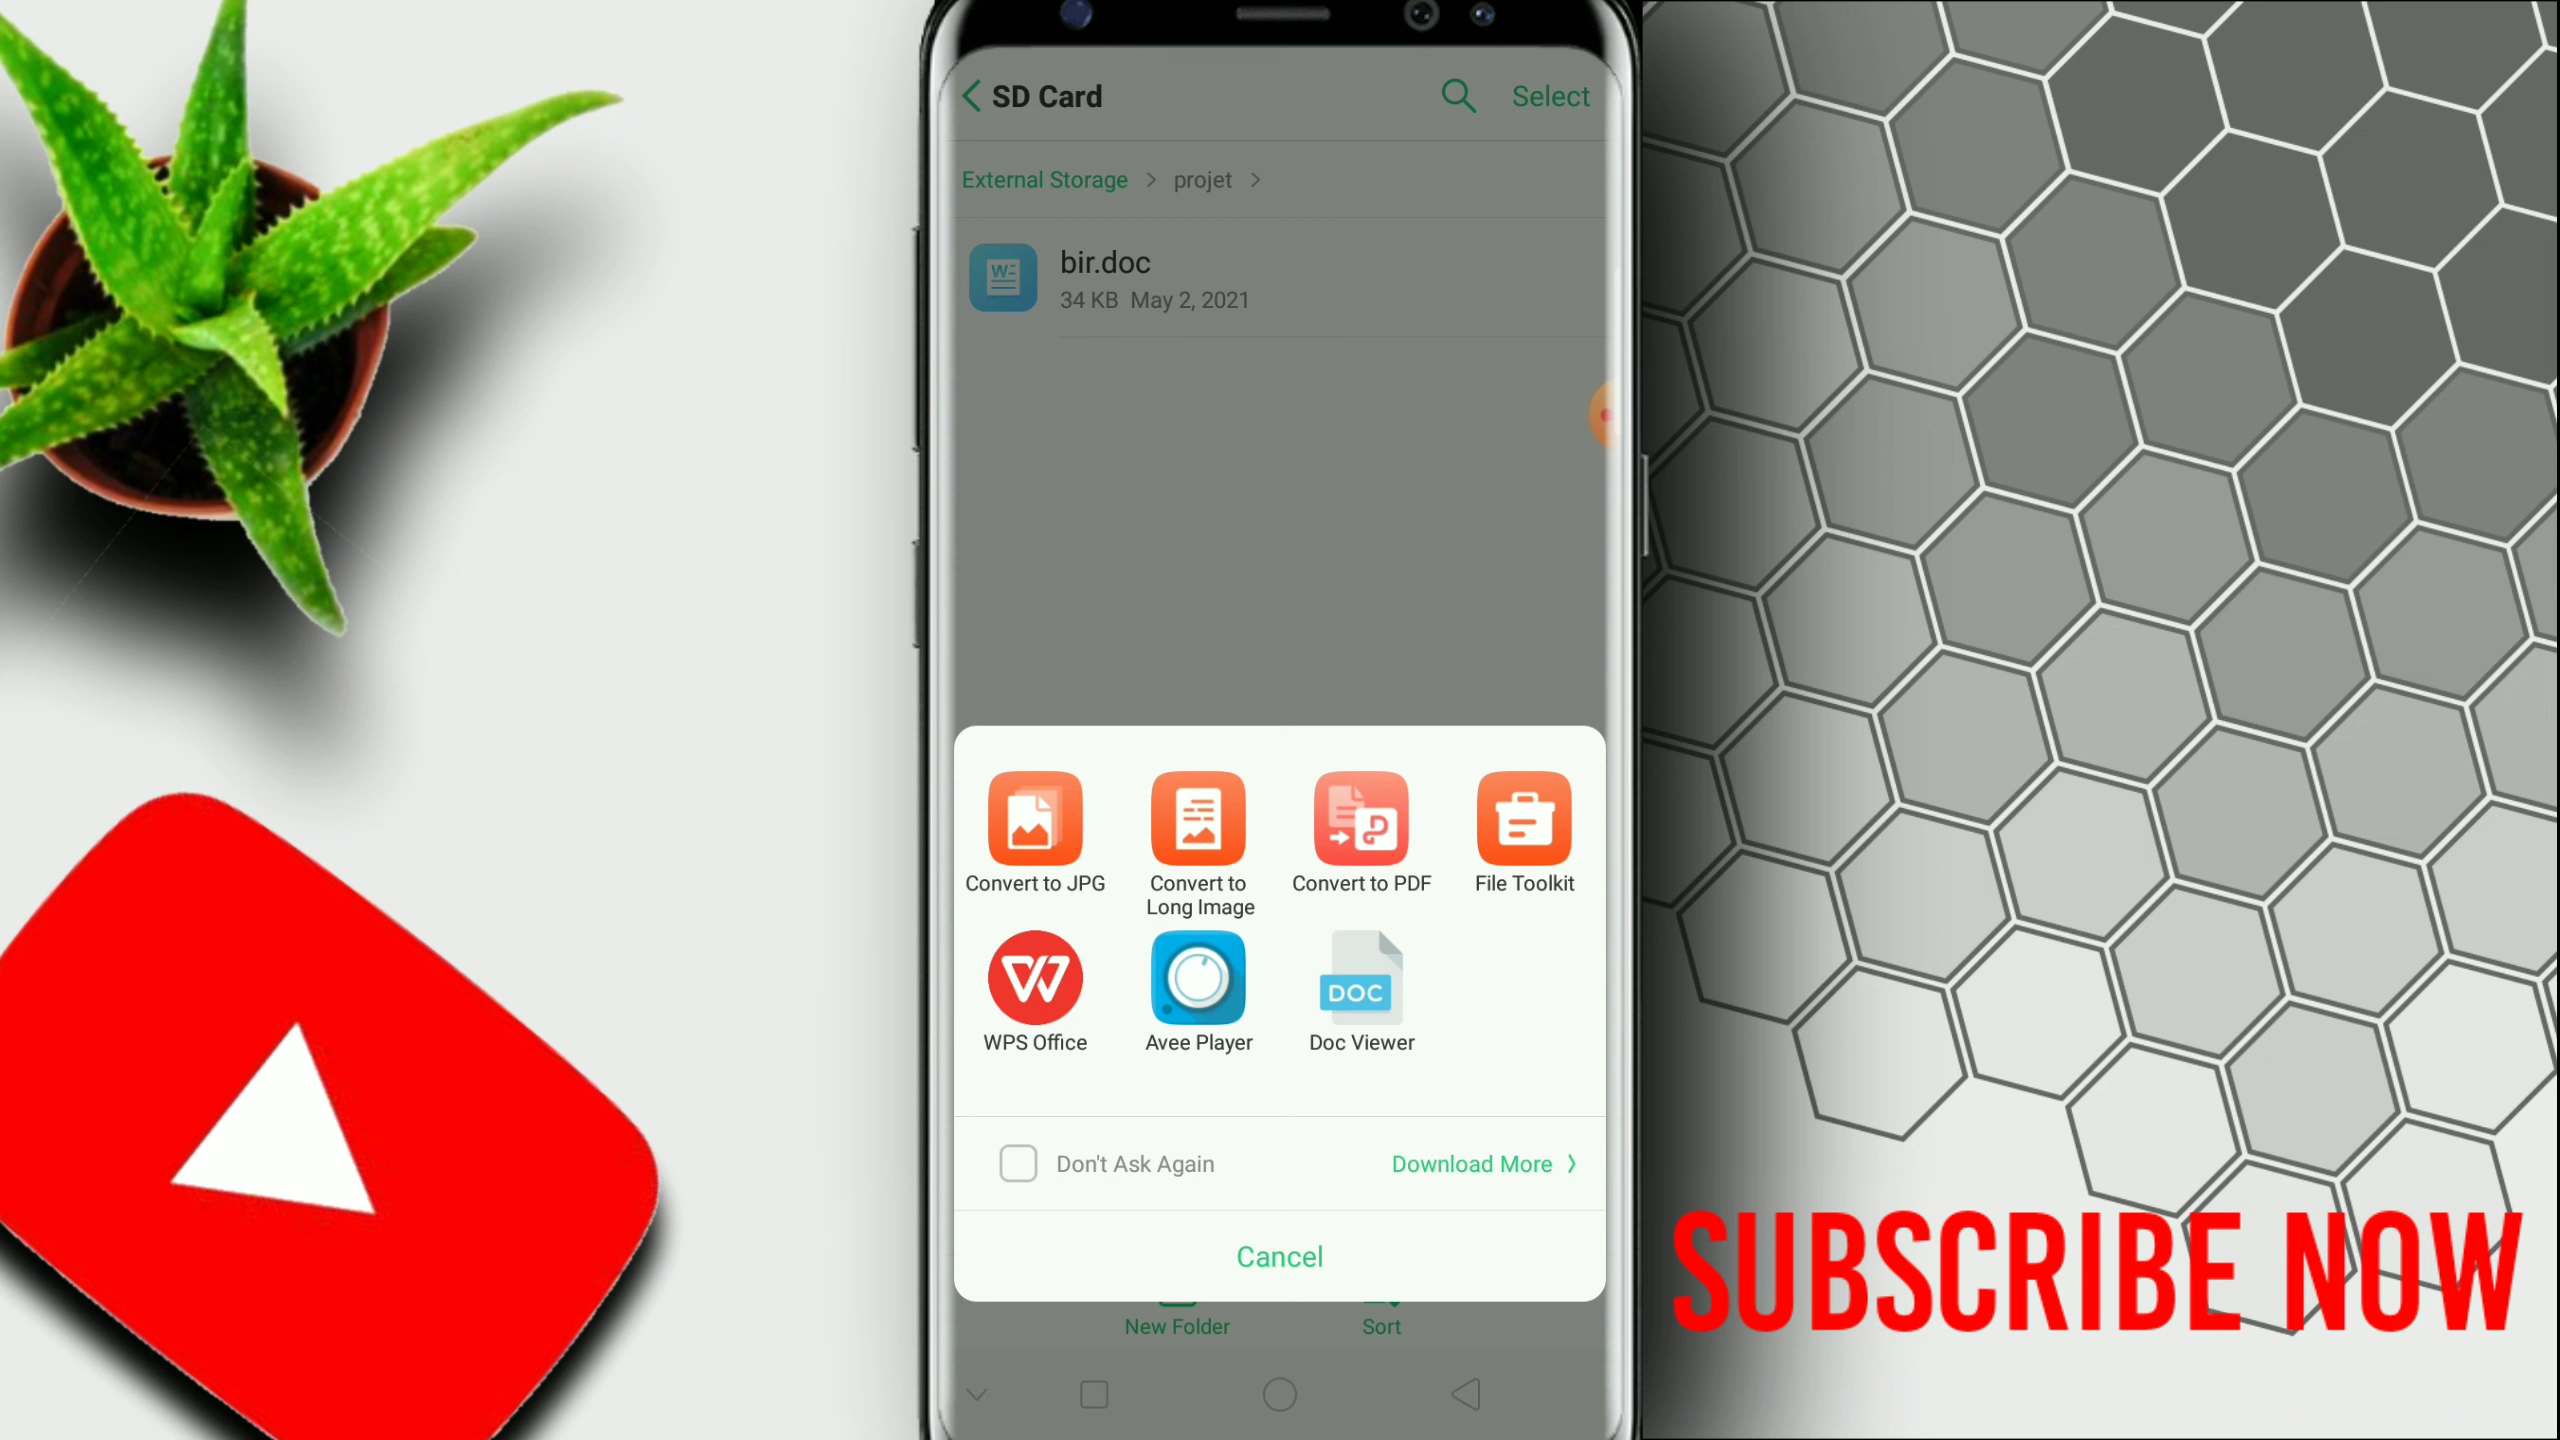 SD Card
Select
External Storage > projet >
bir.doc
34 KB May 2, 2021
Convert to JPG
Convert to
Long Image
Convert to PDF
File Toolkit
DOC
WPS Office
Avee Player
Doc Viewer
Don't Ask Again
Download More >
Cancel
New Folder
Sort
SUBSCRIBE NOW